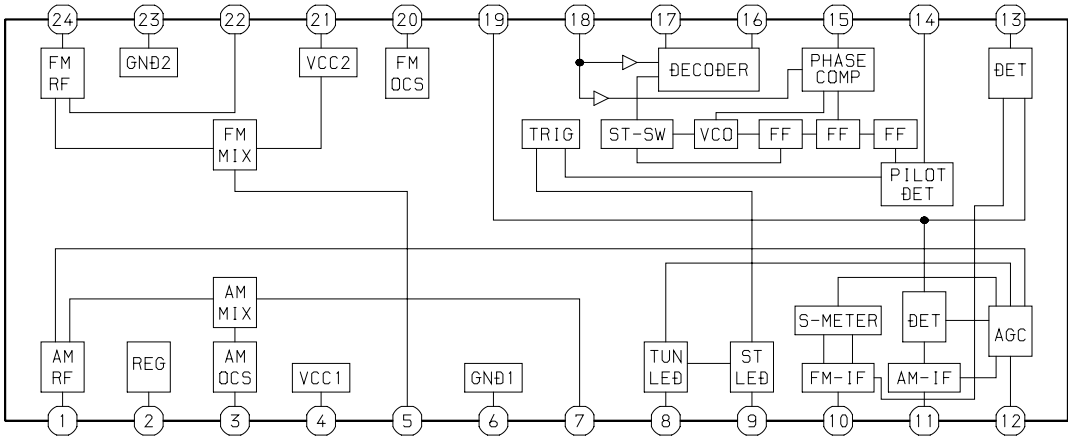 24 23 22 21 20 19 18 17 16 15 14 13
FM
RF
GND2
VCC2
FM
OCS
DECODER
PHASE
COMP
DET
FM
MIX
TRIG
ST-SW
VCO
FF
FF
FF
PILOT
DET
AM
MIX
S-METER
DET
AGC
AM
RF
REG
AM
OCS
VCC1
GND1
TUN
LED
ST
LED
FM-IF
AM-IF
1 2 3 4 5 6 7 8 9 10 11 12